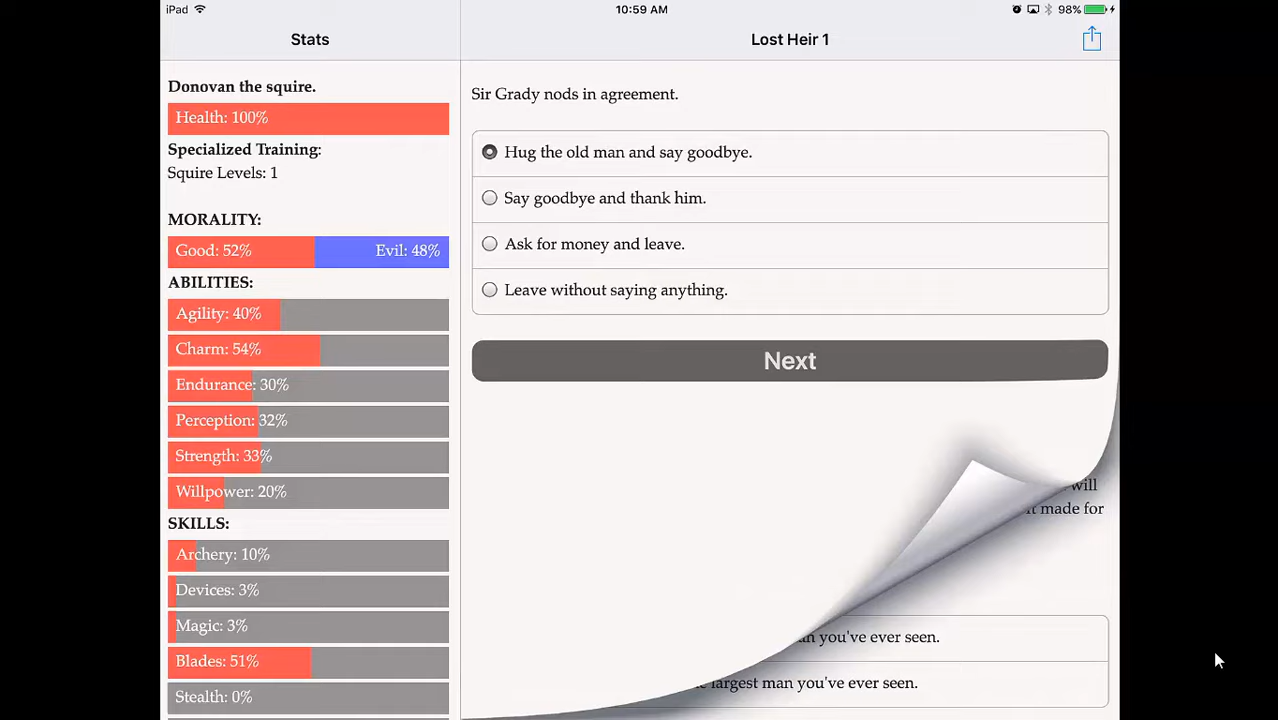 iPad
10:59 AM
98%
Stats
Lost Heir 1
Donovan the squire.
Health: 100%
Specialized Training:
Squire Levels: 1
MORALITY:
Good: 52% Evil: 48%
ABILITIES:
Agility: 40%
Charm: 54%
Endurance: 30%
Perception: 32%
Strength: 33%
Willpower: 20%
SKILLS:
Archery: 10%
Devices: 3%
Magic: 3%
Blades: 51%
Stealth: 0%
Sir Grady nods in agreement.
Hug the old man and say goodbye.
Say goodbye and thank him.
Ask for money and leave.
Leave without saying anything.
Next
will
made for
you've ever seen.
largest man you've ever seen.